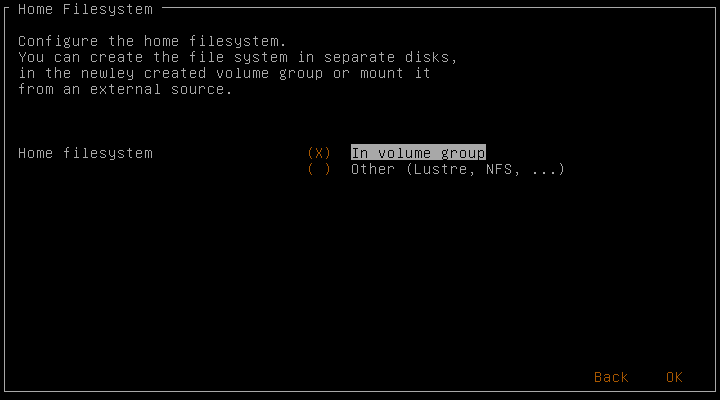 Home Filesystem
Configure the home filesystem.
You can create the file system in separate disks,
in the newley created volume group or mount it
from an external source.
Home filesystem (X) In volume group
( ) Other (Lustre, NFS, ...)
Back OK